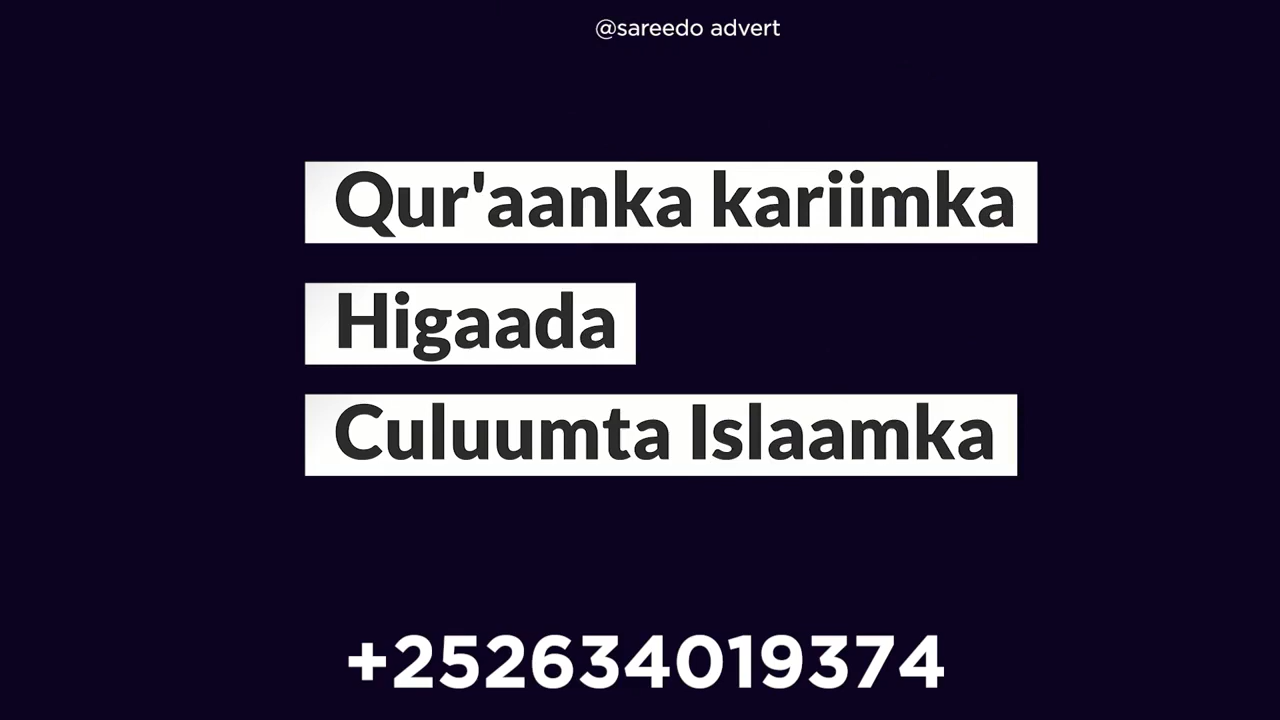 @sareedo advert
Qur'aanka kariimka
Higaada
Culuumta Islaamka
+252634019374